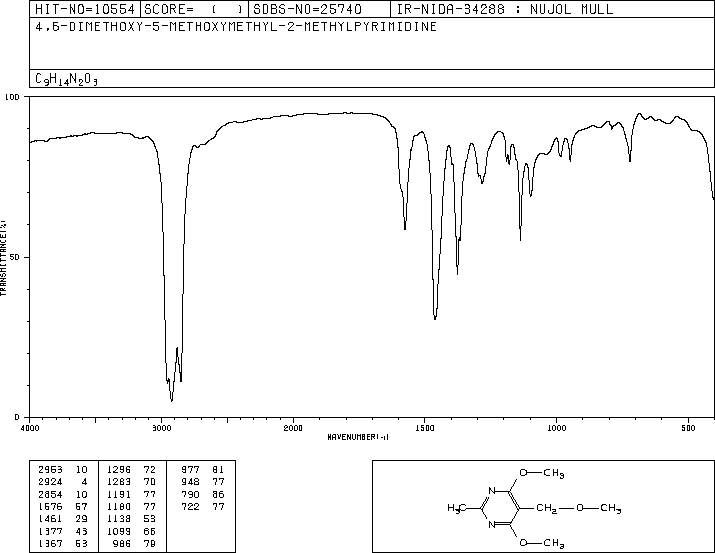 HIT-NO=10554 SCORE= ( ) SDBS-NO=25740 IR-NIDA-34288 : NUJOL MULL
4,6-DIMETHOXY-5-METHOXYMETHYL-2-METHYLPYRIMIDINE
C9H14N2O3
100
50
0
TRANSMITTANCE(%)
4000 3000 2000 1500 1000 500
WAVENUMBER(-1)
2963 10 1296 72 977 81
2924 4 1283 70 948 77
2854 10 1191 77 790 86
1576 57 1180 77 722 77
1461 29 1138 53
1377 43 1099 66
1367 53 986 79
O—CH3
N
CH2—O—CH3
H3C
N
O—CH3